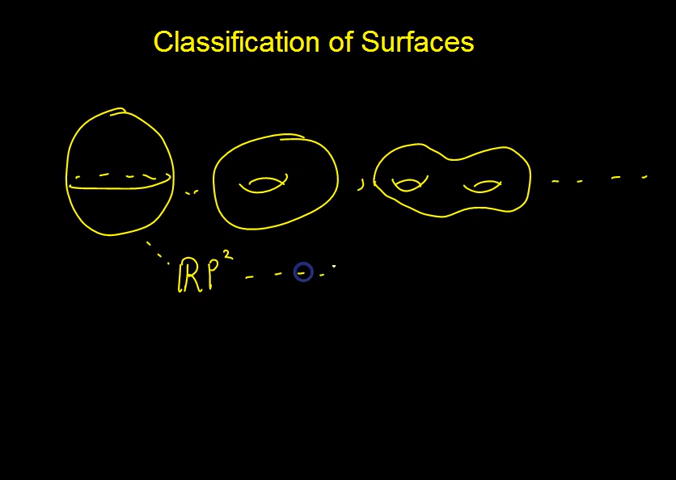 Classification of Surfaces
RP²